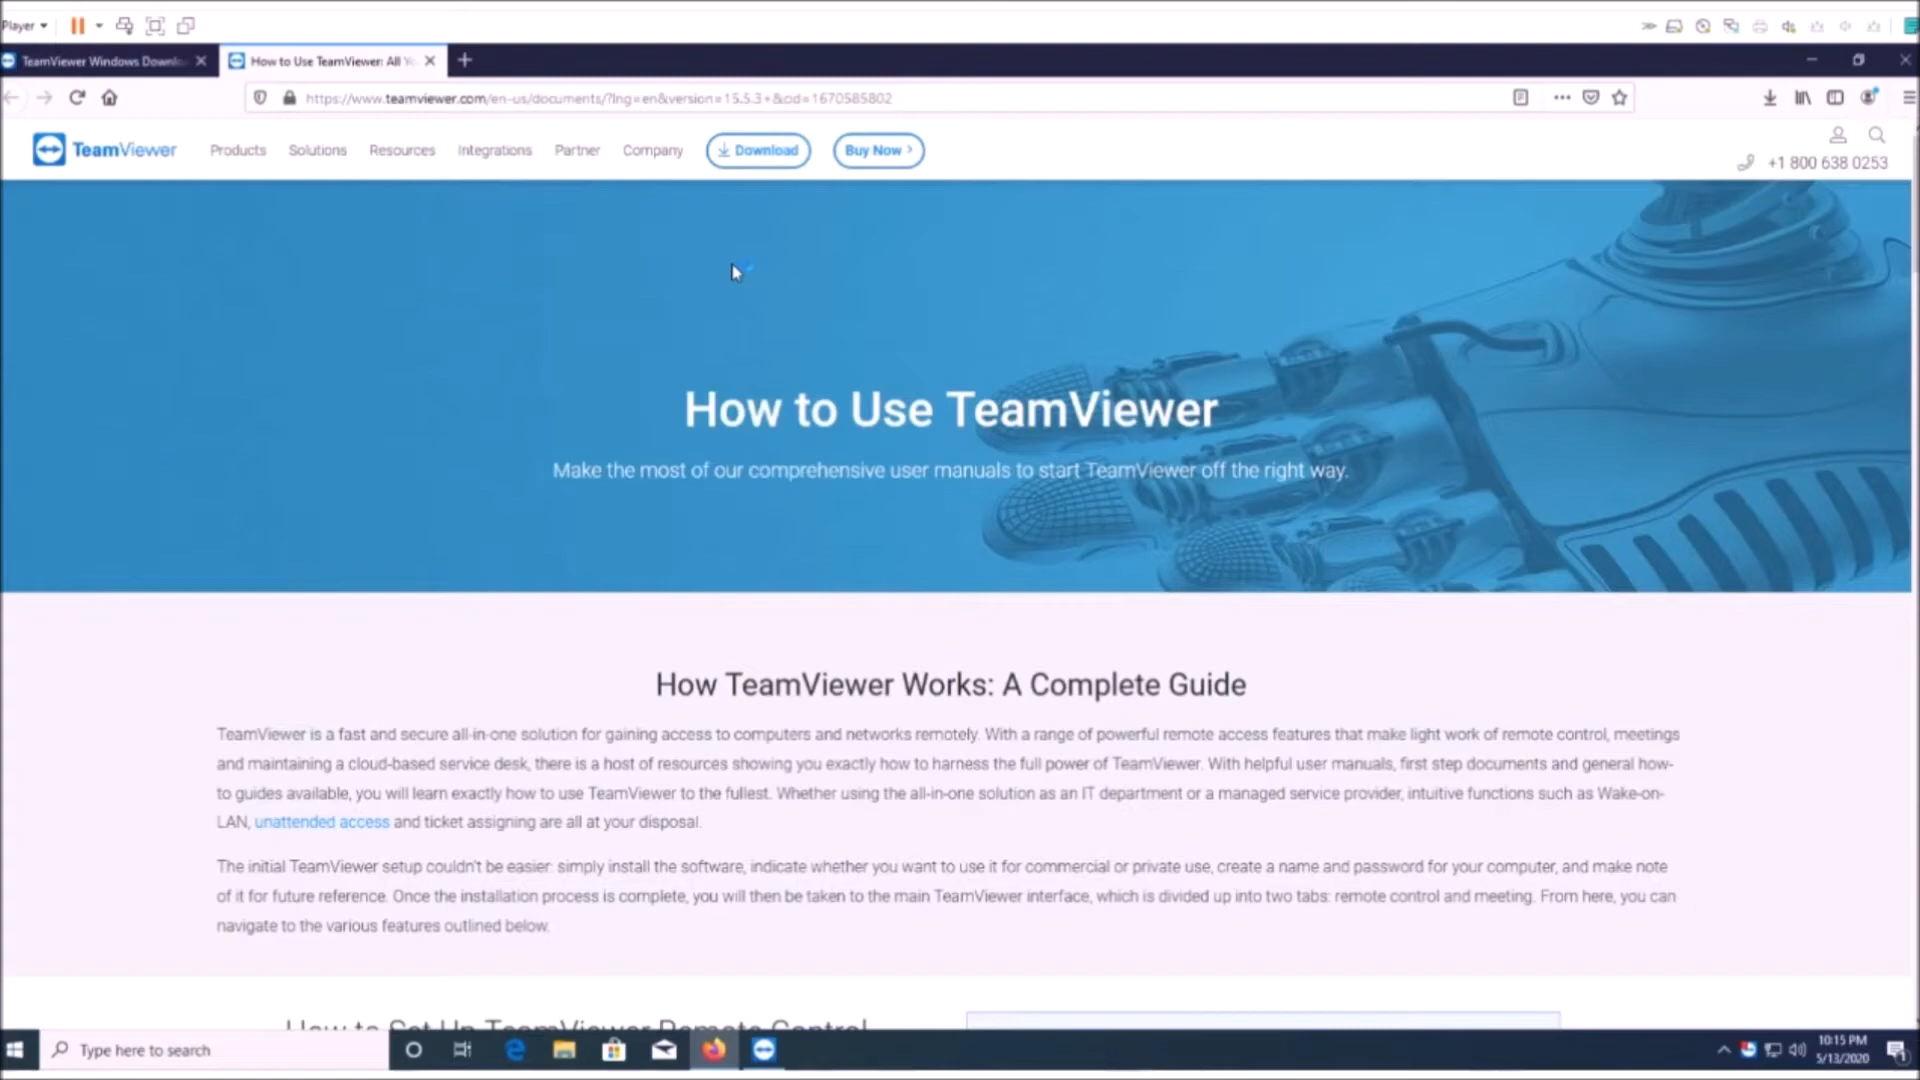 Player
TeamViewer Windows Downlo
How to Use TeamViewer: All Yo
https://www.teamviewer.com/en-us/documents/?lng=en&version=15.5.3+&cid=1670585802
TeamViewer
Products
Solutions
Resources
Integrations
Partner
Company
Download
Buy Now
+1 800 638 0253
How to Use TeamViewer
Make the most of our comprehensive user manuals to start TeamViewer off the right way.
How TeamViewer Works: A Complete Guide
TeamViewer is a fast and secure all-in-one solution for gaining access to computers and networks remotely. With a range of powerful remote access features that make light work of remote control, meetings
and maintaining a cloud-based service desk, there is a host of resources showing you exactly how to harness the full power of TeamViewer. With helpful user manuals, first step documents and general how-
to guides available, you will learn exactly how to use TeamViewer to the fullest. Whether using the all-in-one solution as an IT department or a managed service provider, intuitive functions such as Wake-on-
LAN, unattended access and ticket assigning are all at your disposal.
The initial TeamViewer setup couldn't be easier: simply install the software, indicate whether you want to use it for commercial or private use, create a name and password for your computer, and make note
of it for future reference. Once the installation process is complete, you will then be taken to the main TeamViewer interface, which is divided up into two tabs: remote control and meeting. From here, you can
navigate to the various features outlined below.
How to Set Up TeamViewer Remote Control
Type here to search
10:15 PM
5/13/2020
1